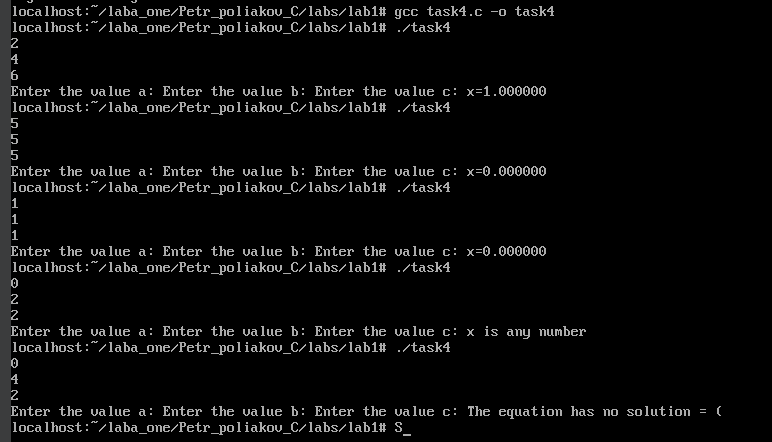 localhost:~/laba_one/Petr_poliakov_C/labs/lab1# gcc task4.c -o task4
localhost:~/laba_one/Petr_poliakov_C/labs/lab1# ./task4
2
4
6
Enter the value a: Enter the value b: Enter the value c: x=1.000000
localhost:~/laba_one/Petr_poliakov_C/labs/lab1# ./task4
5
5
5
Enter the value a: Enter the value b: Enter the value c: x=0.000000
localhost:~/laba_one/Petr_poliakov_C/labs/lab1# ./task4
1
1
1
Enter the value a: Enter the value b: Enter the value c: x=0.000000
localhost:~/laba_one/Petr_poliakov_C/labs/lab1# ./task4
0
2
2
Enter the value a: Enter the value b: Enter the value c: x is any number
localhost:~/laba_one/Petr_poliakov_C/labs/lab1# ./task4
0
4
2
Enter the value a: Enter the value b: Enter the value c: The equation has no solution = (
localhost:~/laba_one/Petr_poliakov_C/labs/lab1# S_